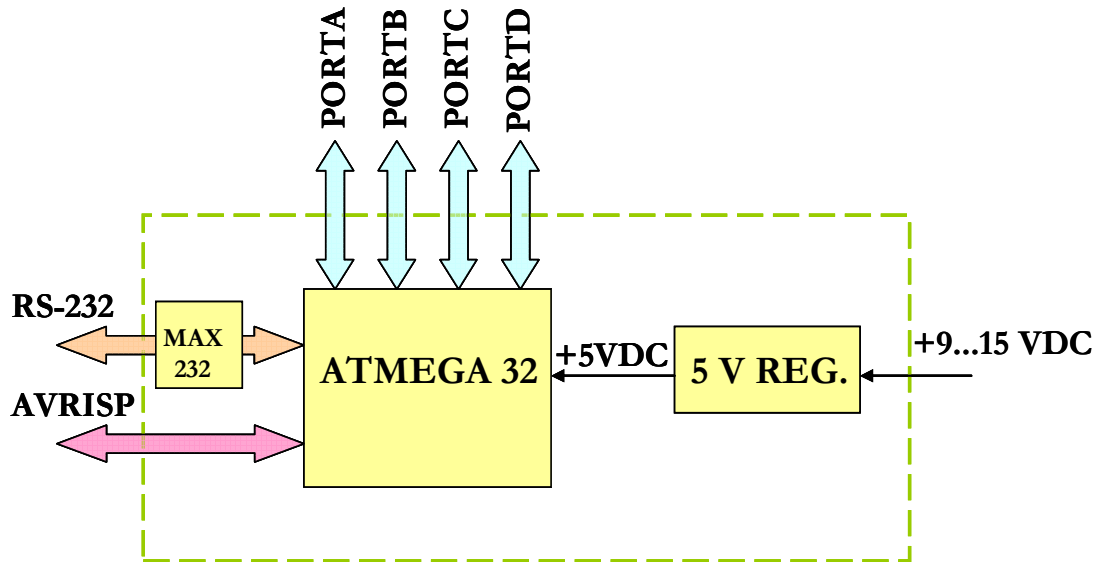 PORTA
PORTB
PORTC
PORTD
RS-232
MAX
232
AVRISP
ATMEGA 32
+5VDC
5 V REG.
+9...15 VDC